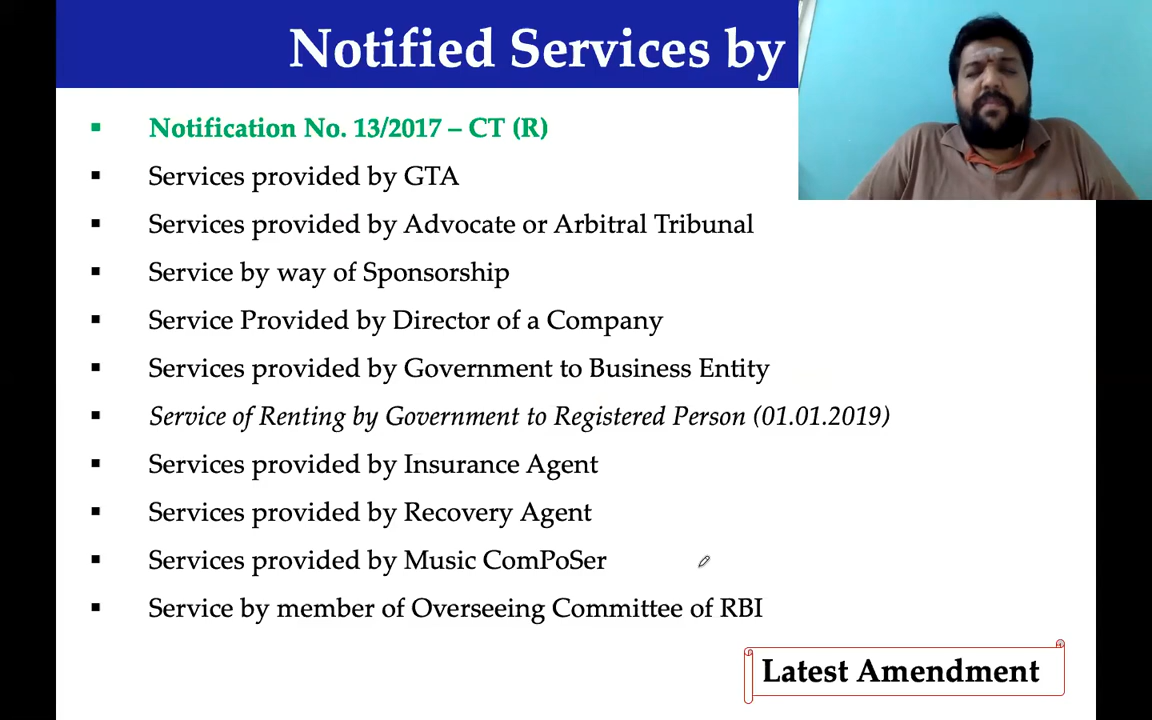 Notified Services by
▪ Notification No. 13/2017 – CT (R)
▪ Services provided by GTA
▪ Services provided by Advocate or Arbitral Tribunal
▪ Service by way of Sponsorship
▪ Service Provided by Director of a Company
▪ Services provided by Government to Business Entity
▪ Service of Renting by Government to Registered Person (01.01.2019)
▪ Services provided by Insurance Agent
▪ Services provided by Recovery Agent
▪ Services provided by Music ComPoSer
▪ Service by member of Overseeing Committee of RBI
Latest Amendment